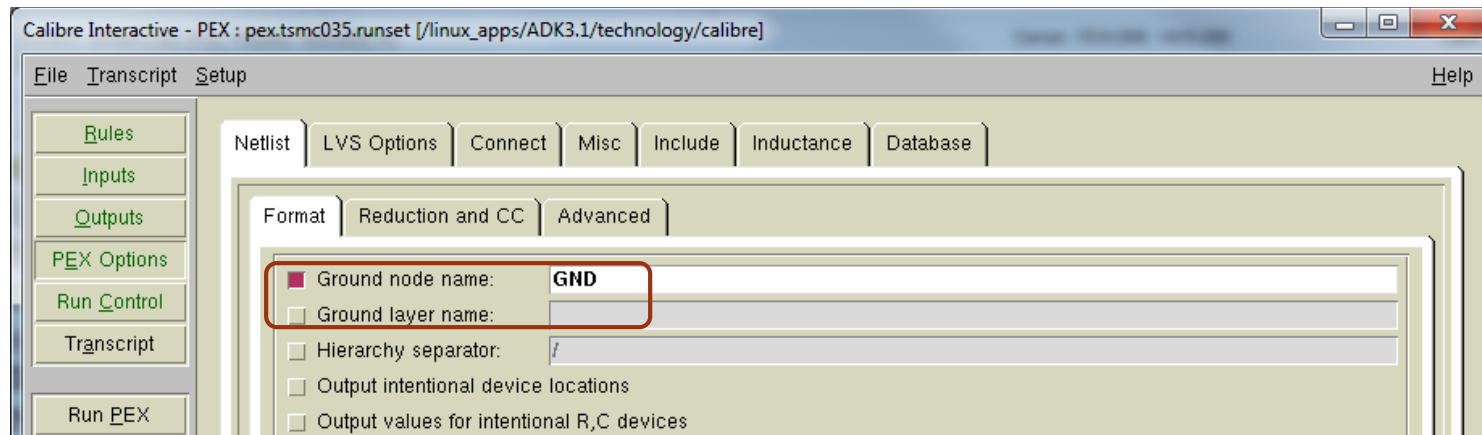 Calibre Interactive - PEX : pex.tsmc035.runset [/linux_apps/ADK3.1/technology/calibre]
File Transcript Setup Help
Rules
Inputs
Outputs
PEX Options
Run Control
Transcript
Run PEX
Netlist LVS Options Connect Misc Include Inductance Database
Format Reduction and CC Advanced
Ground node name: GND
Ground layer name:
Hierarchy separator: /
Output intentional device locations
Output values for intentional R,C devices